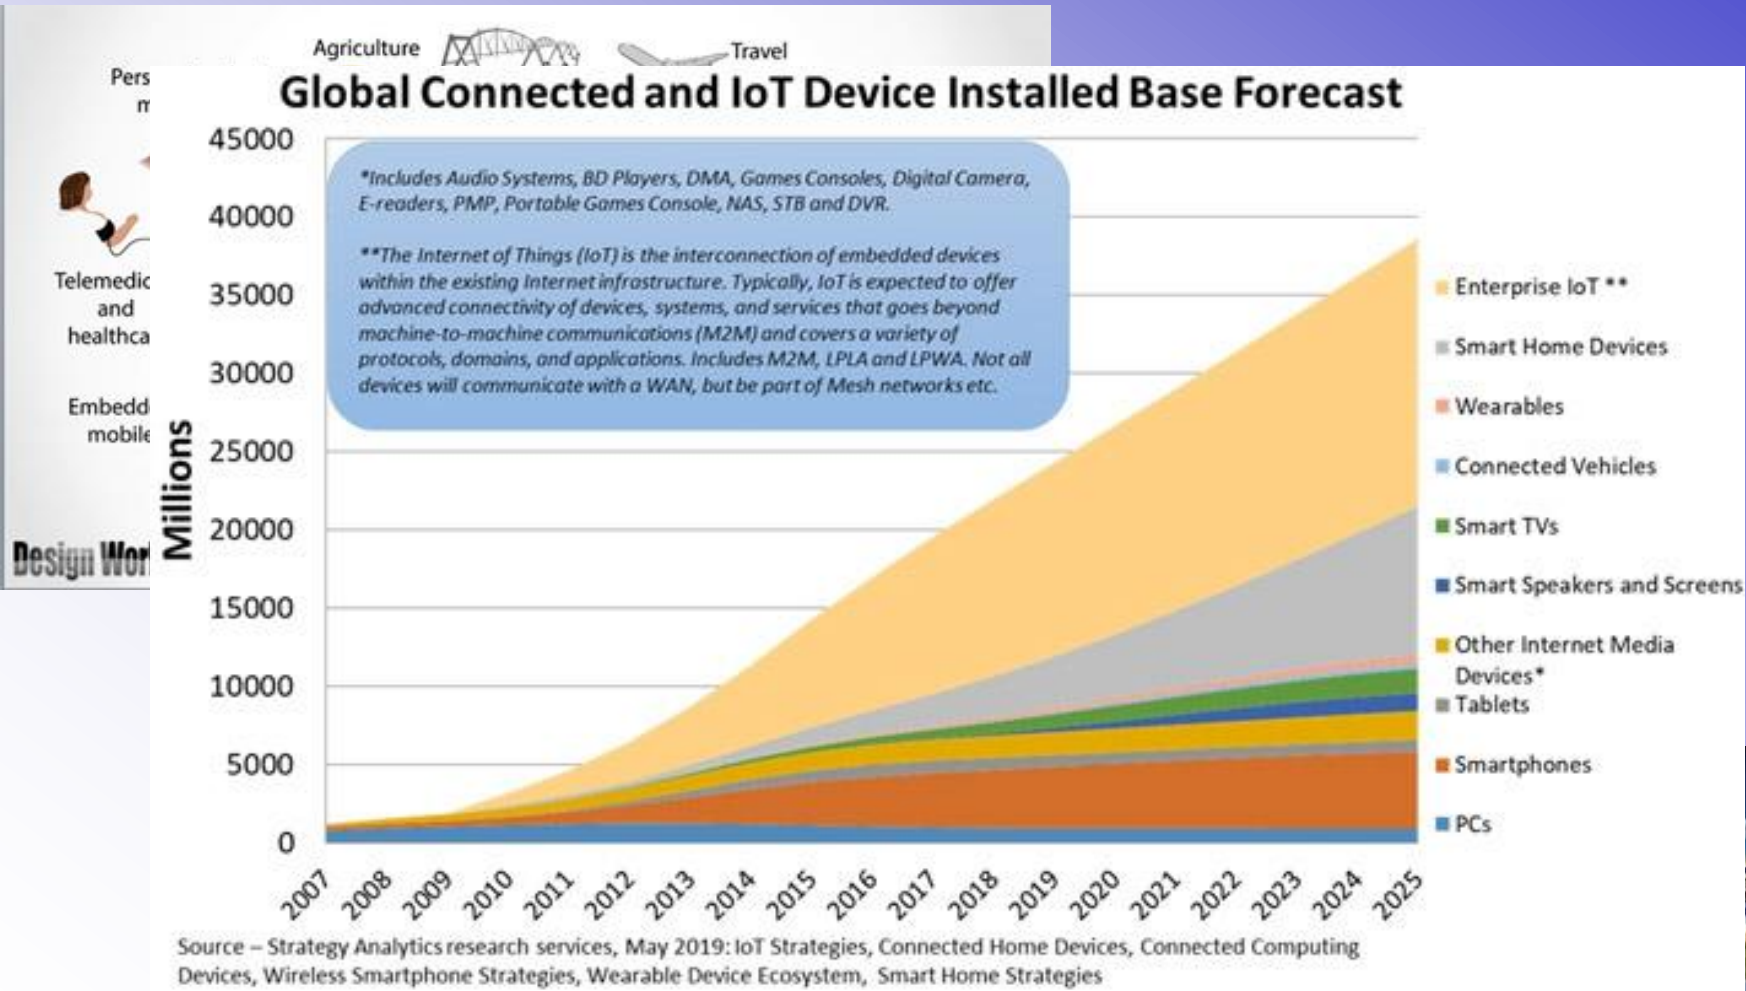 Agriculture
Travel
Pers
m
Telemedic
and
healthca
Embedd
mobile
Design Wor
Global Connected and IoT Device Installed Base Forecast
Millions
45000
40000
35000
30000
25000
20000
15000
10000
5000
0
*Includes Audio Systems, BD Players, DMA, Games Consoles, Digital Camera,
E-readers, PMP, Portable Games Console, NAS, STB and DVR.
**The Internet of Things (IoT) is the interconnection of embedded devices
within the existing Internet infrastructure. Typically, IoT is expected to offer
advanced connectivity of devices, systems, and services that goes beyond
machine-to-machine communications (M2M) and covers a variety of
protocols, domains, and applications. Includes M2M, LPLA and LPWA. Not all
devices will communicate with a WAN, but be part of Mesh networks etc.
Enterprise IoT **
Smart Home Devices
Wearables
Connected Vehicles
Smart TVs
Smart Speakers and Screens
Other Internet Media
Devices*
Tablets
Smartphones
PCs
2007 2008 2009 2010 2011 2012 2013 2014 2015 2016 2017 2018 2019 2020 2021 2022 2023 2024 2025
Source – Strategy Analytics research services, May 2019: IoT Strategies, Connected Home Devices, Connected Computing
Devices, Wireless Smartphone Strategies, Wearable Device Ecosystem, Smart Home Strategies